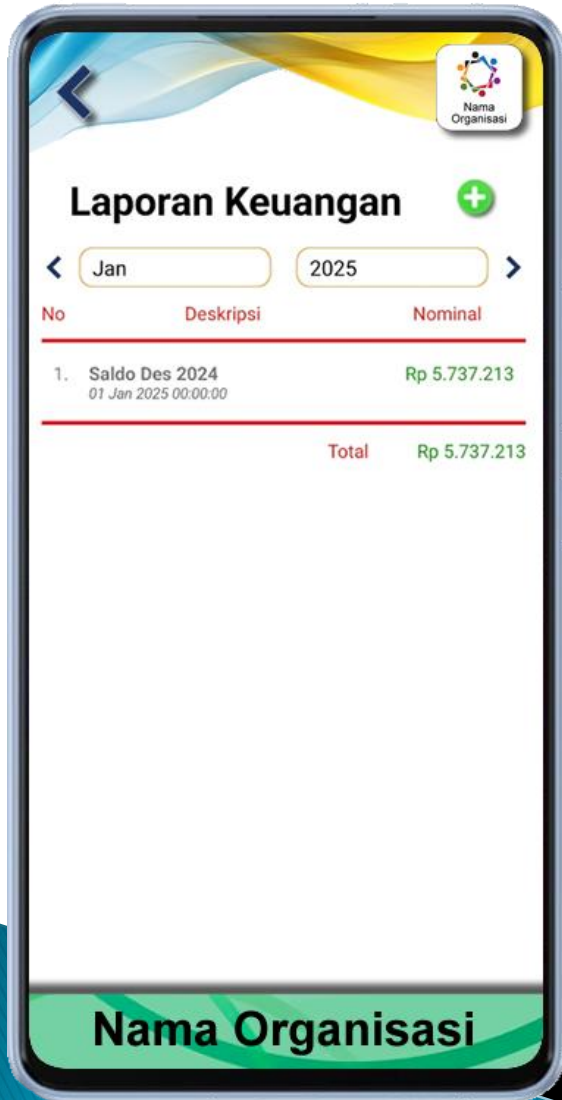 Nama
Organisasi
Laporan Keuangan
Jan 2025
No Deskripsi Nominal
1. Saldo Des 2024 Rp 5.737.213
01 Jan 2025 00:00:00
Total Rp 5.737.213
Nama Organisasi